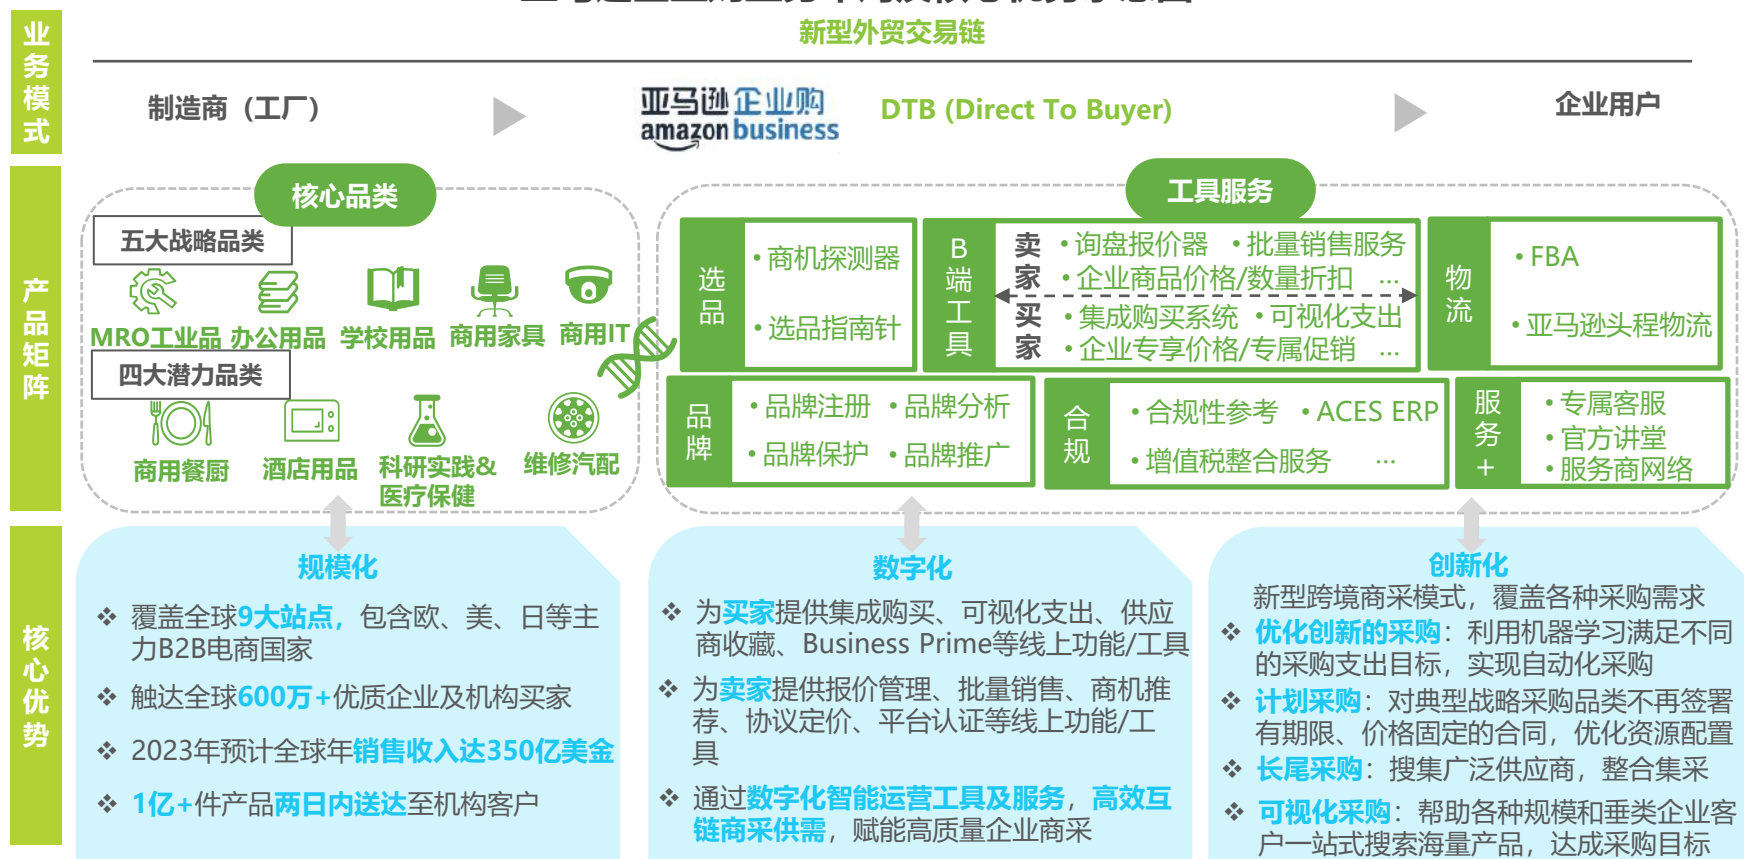 新型外贸交易链
业务模式
制造商（工厂）
亚马逊企业购
amazon business
DTB (Direct To Buyer)
企业用户
产品矩阵
核心品类
五大战略品类
MRO工业品 办公用品 学校用品 商用家具 商用IT
四大潜力品类
商用餐厨 酒店用品 科研实践&
医疗保健
维修汽配
工具服务
选品
•商机探测器
•选品指南针
B端工具
卖家
•询盘报价器 •批量销售服务
•企业商品价格/数量折扣 …
买家
•集成购买系统 •可视化支出
•企业专享价格/专属促销 …
物流
•FBA
•亚马逊头程物流
品牌
•品牌注册 •品牌分析
•品牌保护 •品牌推广
合规
•合规性参考 •ACES ERP
•增值税整合服务 …
服务+
•专属客服
•官方讲堂
•服务商网络
核心优势
规模化
❖ 覆盖全球9大站点，包含欧、美、日等主
力B2B电商国家
❖ 触达全球600万+优质企业及机构买家
❖ 2023年预计全球年销售收入达350亿美金
❖ 1亿+件产品两日内送达至机构客户
数字化
❖ 为买家提供集成购买、可视化支出、供应
商收藏、Business Prime等线上功能/工具
❖ 为卖家提供报价管理、批量销售、商机推
荐、协议定价、平台认证等线上功能/工
具
❖ 通过数字化智能运营工具及服务，高效互
链商采供需，赋能高质量企业商采
创新化
新型跨境商采模式，覆盖各种采购需求
❖ 优化创新的采购：利用机器学习满足不同
的采购支出目标，实现自动化采购
❖ 计划采购：对典型战略采购品类不再签署
有期限、价格固定的合同，优化资源配置
❖ 长尾采购：搜集广泛供应商，整合集采
❖ 可视化采购：帮助各种规模和垂类企业客
户一站式搜索海量产品，达成采购目标